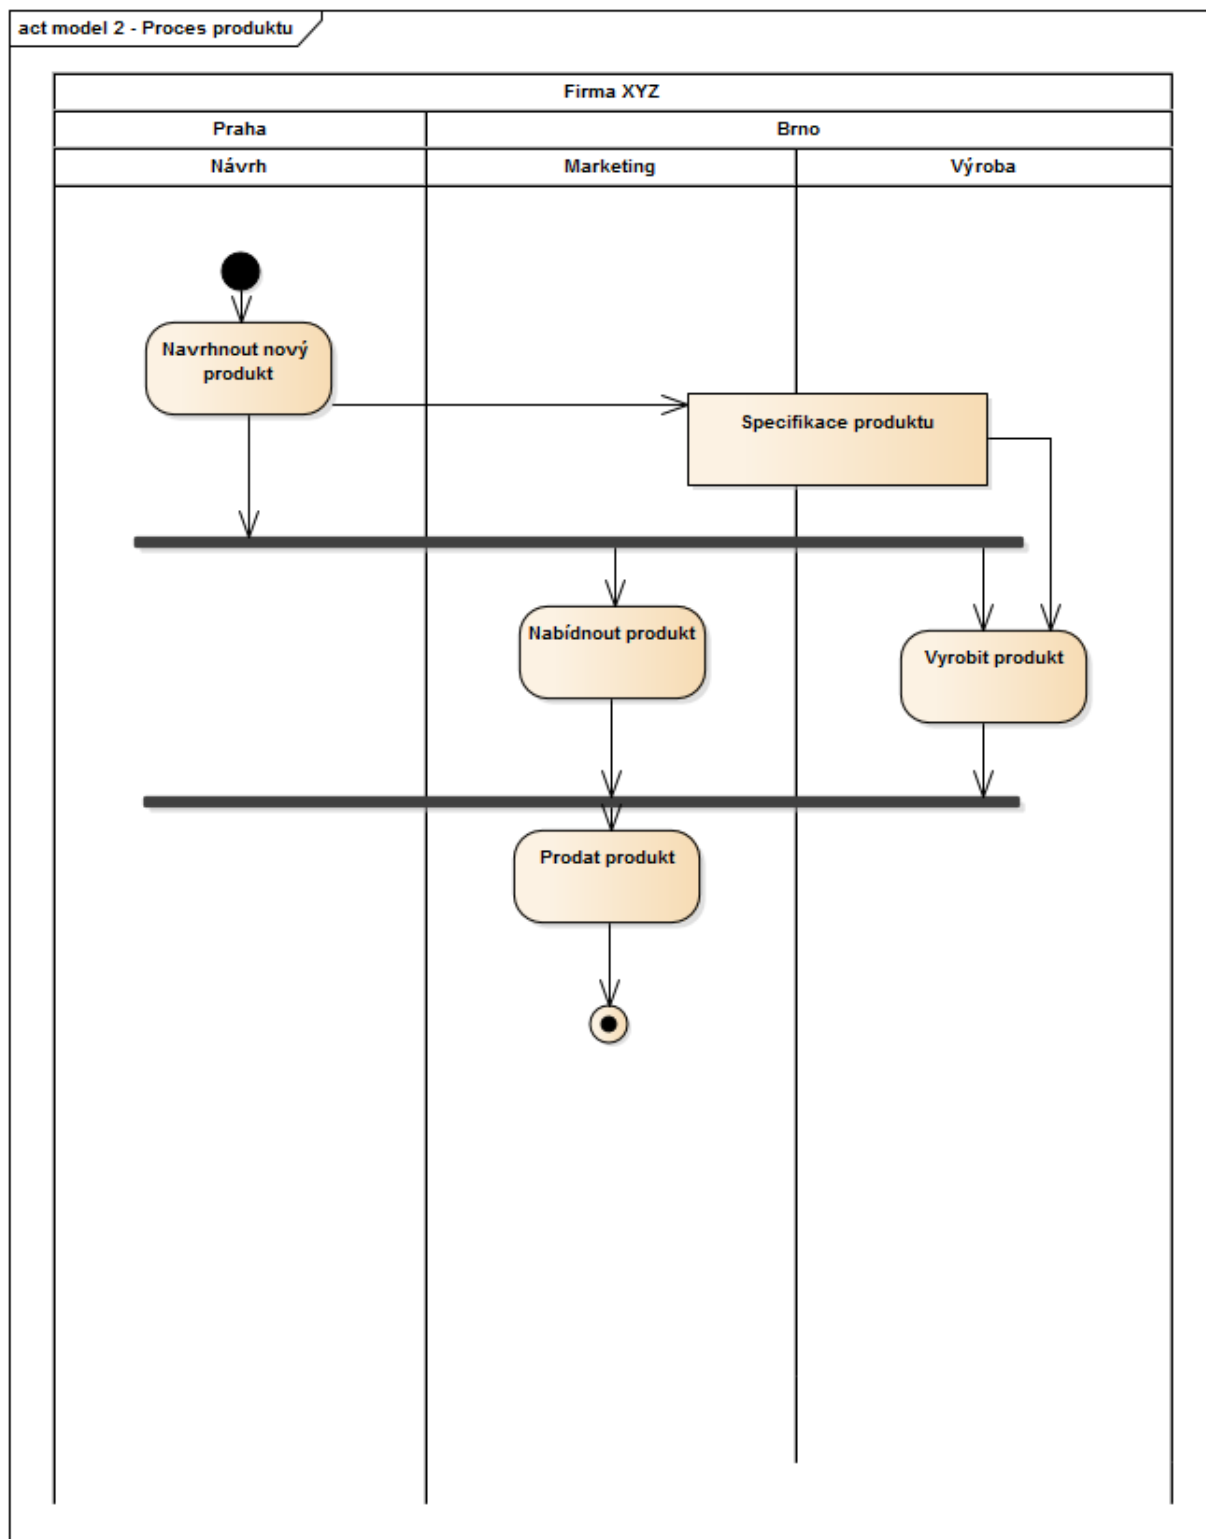 act model 2 - Proces produktu
Firma XYZ
Praha
Brno
Návrh
Marketing
Výroba
Navrhnout nový
produkt
Specifikace produktu
Nabídnout produkt
Vyrobit produkt
Prodat produkt